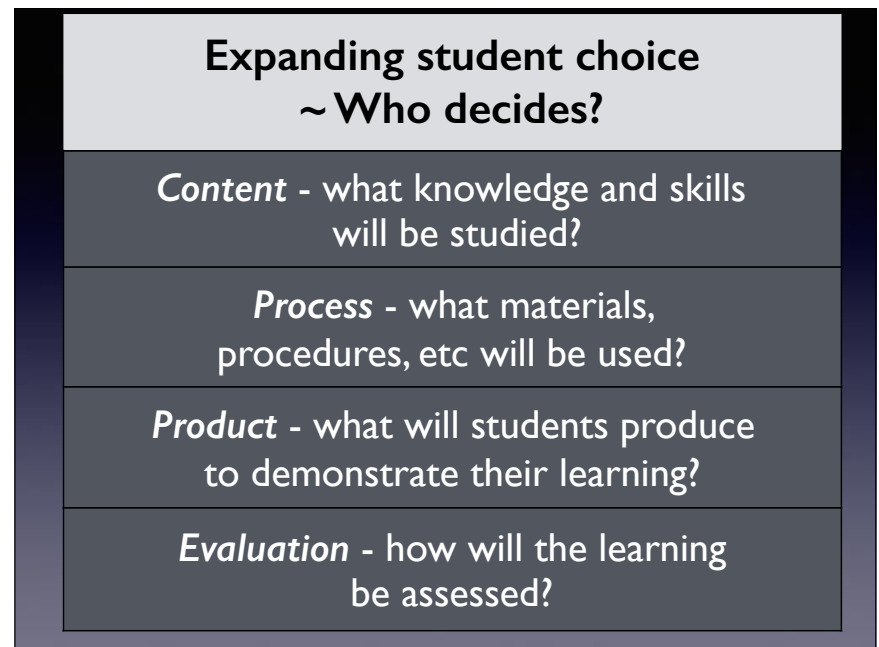 Expanding student choice
~ Who decides?
Content - what knowledge and skills
will be studied?
Process - what materials,
procedures, etc will be used?
Product - what will students produce
to demonstrate their learning?
Evaluation - how will the learning
be assessed?